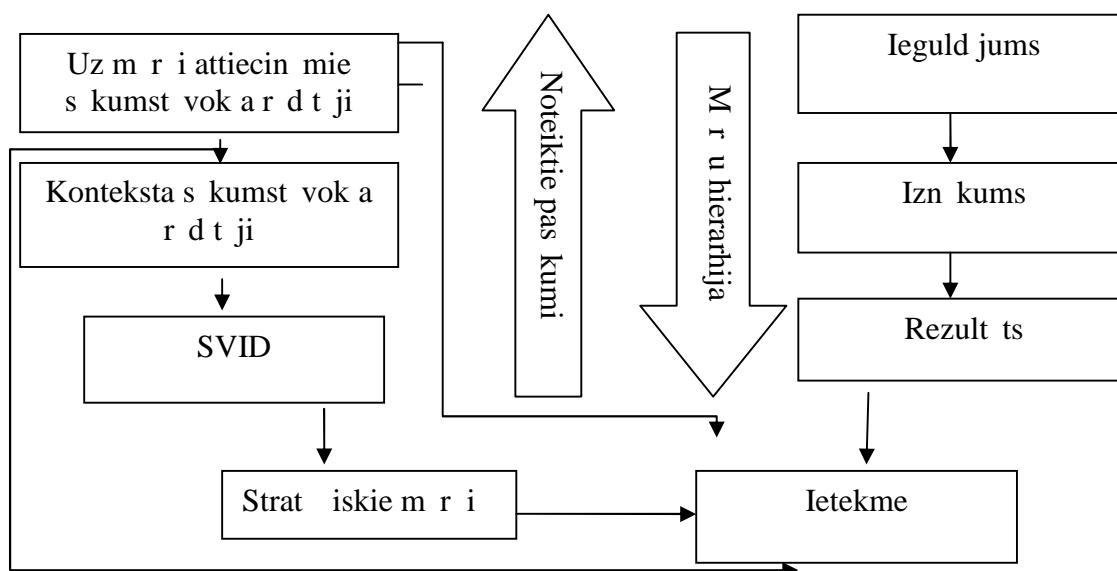 Uz m r i attiecin mie
s kumst vok a r d t ji
Konteksta s kumst vok a
r d t ji
SVID
Strat iskie m r i
Noteiktie pas kumi
M r u hierarhija
Ieguld jums
Izn kums
Rezult ts
Ietekme